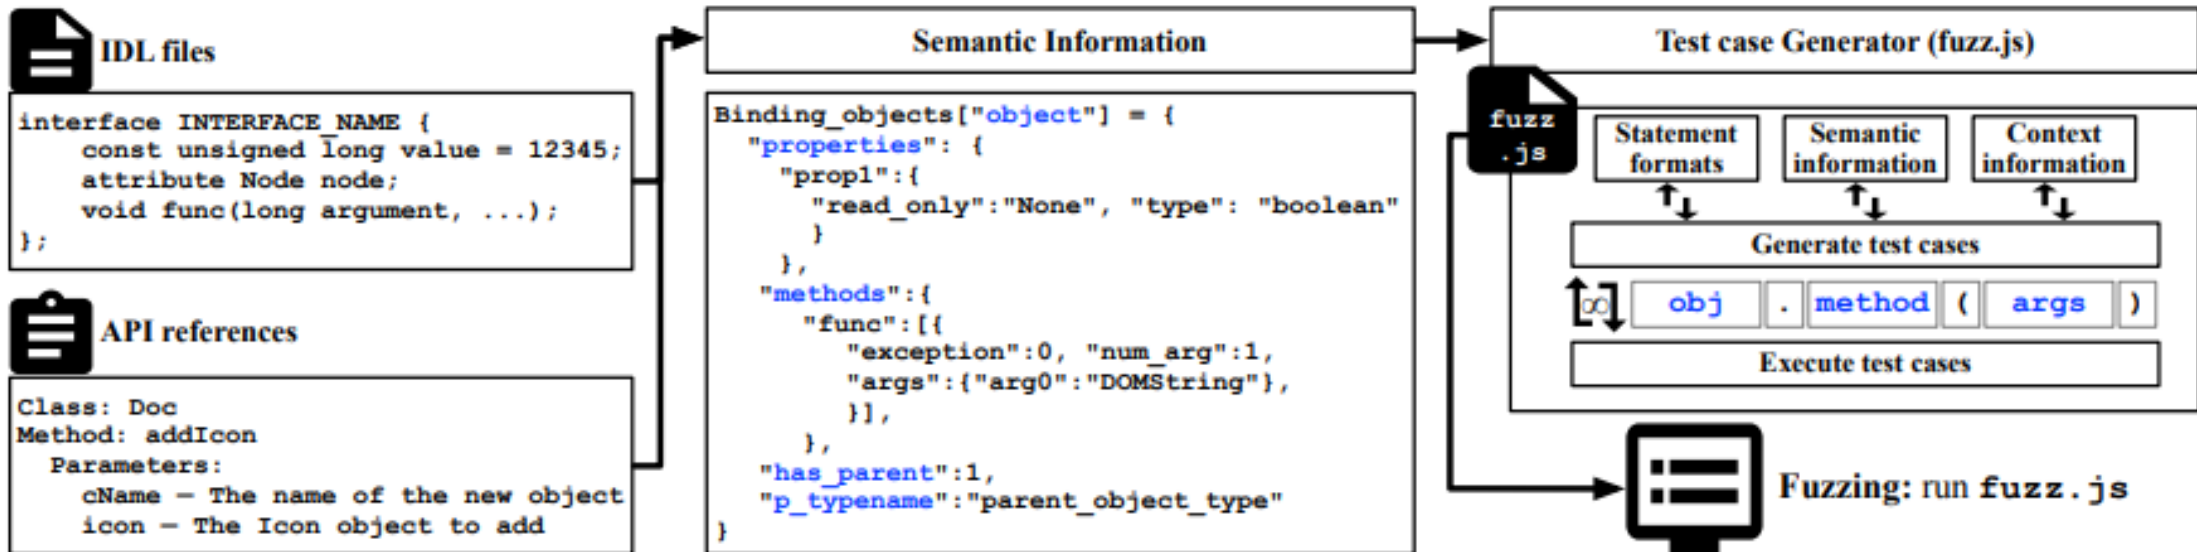 IDL files
interface INTERFACE_NAME {
const unsigned long value = 12345;
attribute Node node;
void func(long argument, ...);
};
API references
Class: Doc
Method: addIcon
Parameters:
cName — The name of the new object
icon — The Icon object to add
Semantic Information
Binding_objects["object"] = {
"properties": {
"prop1":{
"read_only":"None", "type": "boolean"
}
},
"methods":{
"func":[{
"exception":0, "num_arg":1,
"args":{"arg0":"DOMString"},
}],
},
"has_parent":1,
"p_typename":"parent_object_type"
}
Test case Generator (fuzz.js)
fuzz
.js
Statement
formats
Semantic
information
Context
information
Generate test cases
∞ obj . method ( args )
Execute test cases
Fuzzing: run fuzz.js